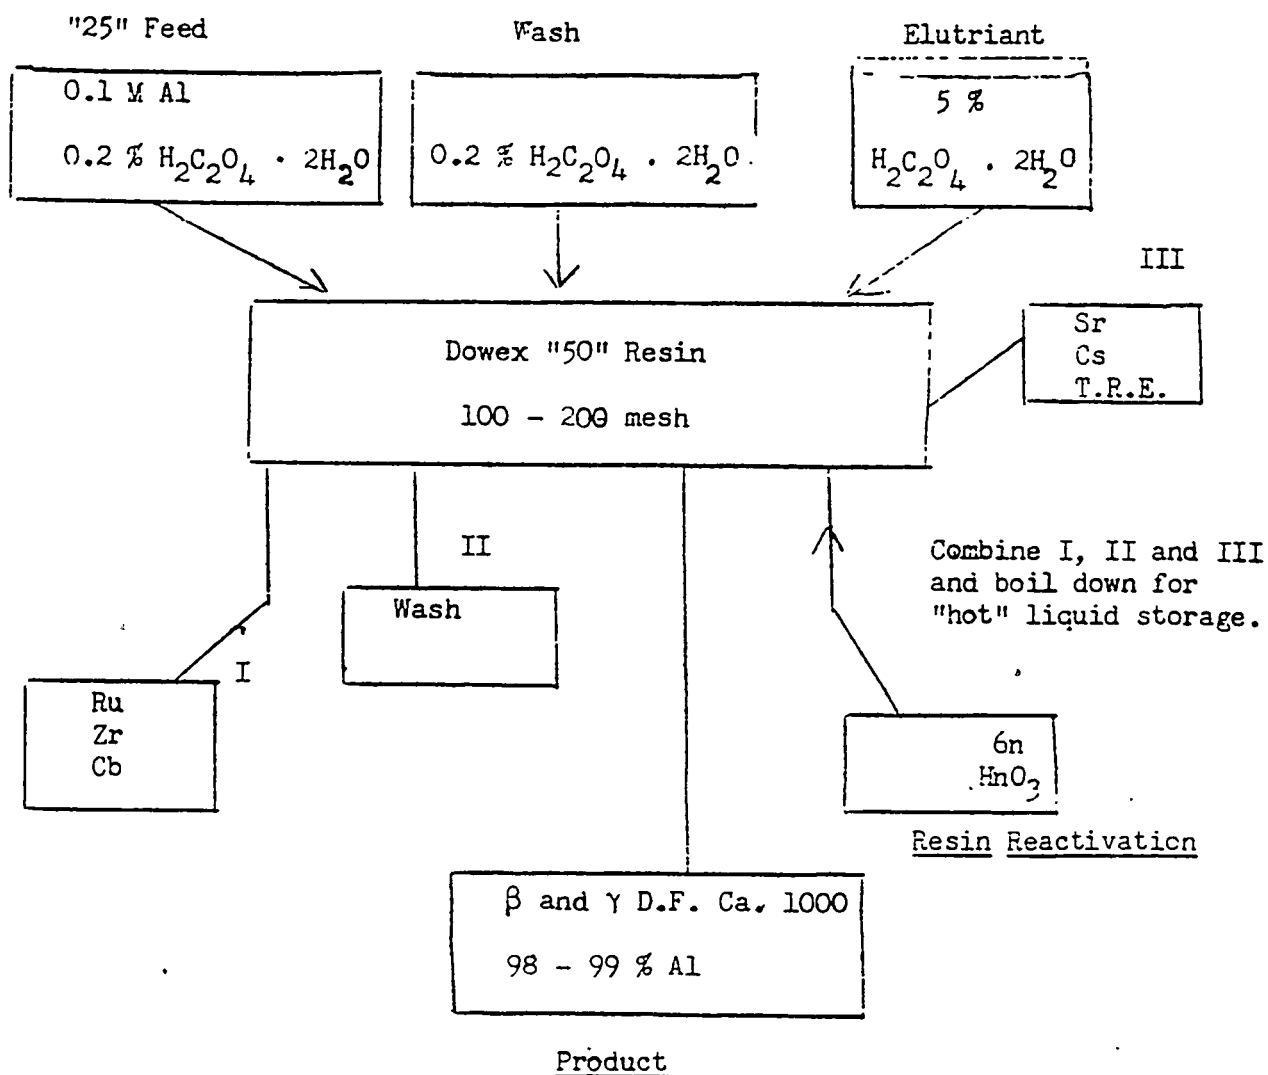 "25" Feed
Wash
Elutriant
0.1 M Al
0.2 % H₂C₂O₄ · 2H₂O
0.2 % H₂C₂O₄ . 2H₂O
5 %
H₂C₂O₄ . 2H₂O
III
Sr
Cs
T.R.E.
Dowex "50" Resin
100 - 200 mesh
II
Wash
Combine I, II and III
and boil down for
"hot" liquid storage.
I
Ru
Zr
Cb
6n
HnO₃
Resin Reactivation
β and γ D.F. Ca. 1000
98 - 99 % Al
Product